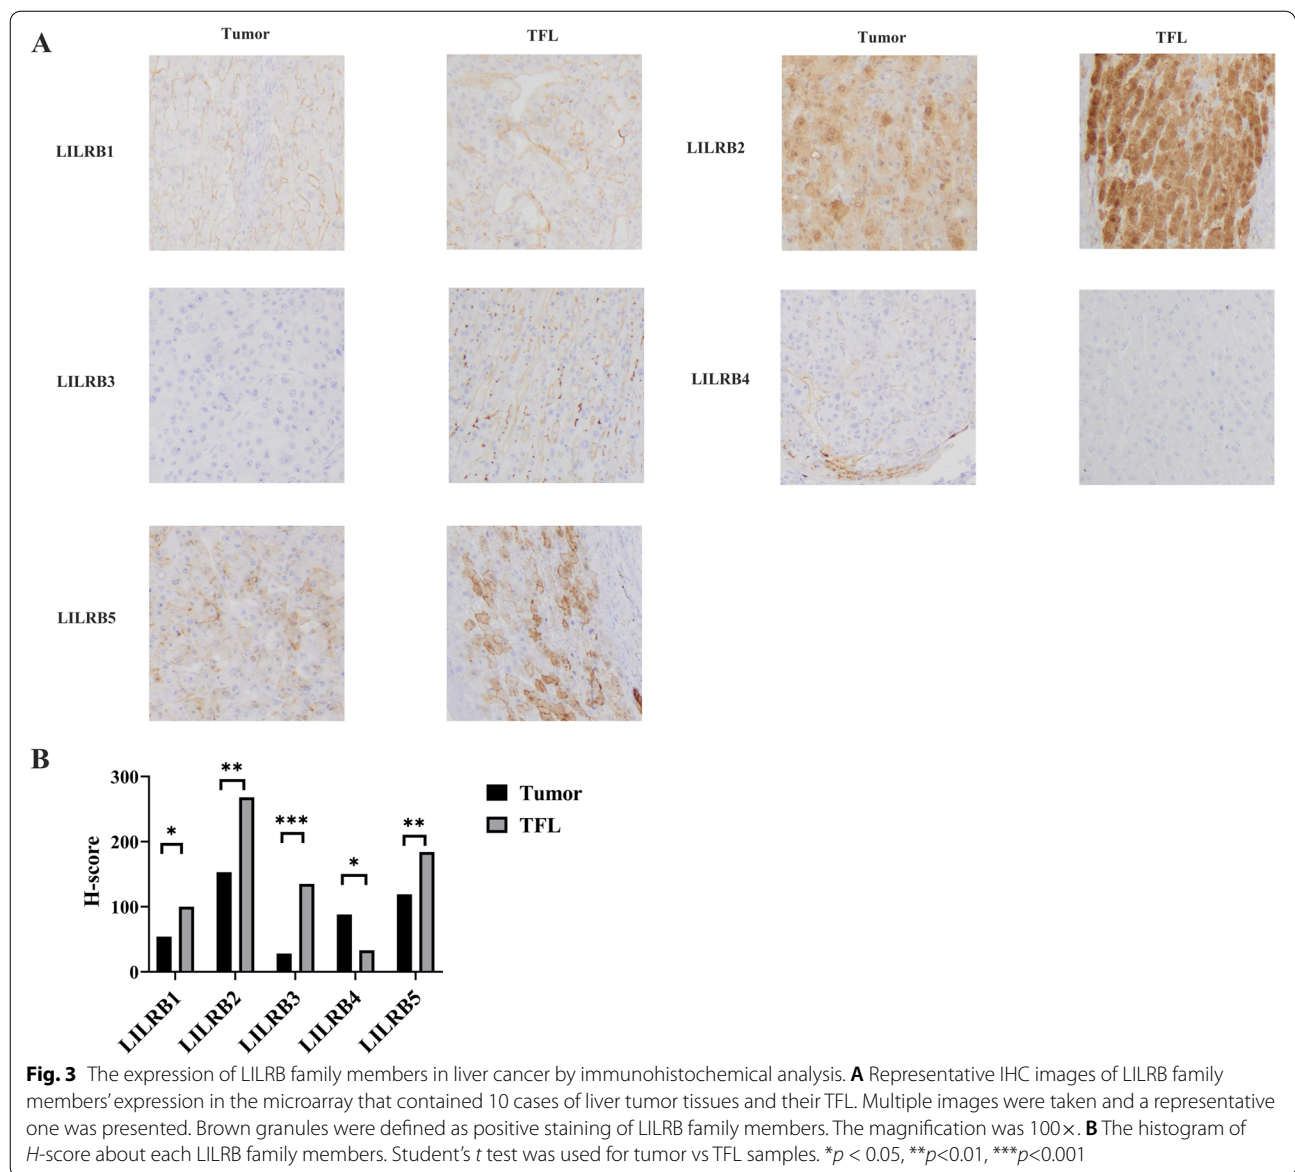 A
Tumor
TFL
Tumor
TFL
LILRB1
LILRB2
LILRB3
LILRB4
LILRB5
B
H-score
300
200
100
0
*
**
***
*
**
LILRB1
LILRB2
LILRB3
LILRB4
LILRB5
Tumor
TFL
Fig. 3 The expression of LILRB family members in liver cancer by immunohistochemical analysis. A Representative IHC images of LILRB family
members’ expression in the microarray that contained 10 cases of liver tumor tissues and their TFL. Multiple images were taken and a representative
one was presented. Brown granules were defined as positive staining of LILRB family members. The magnification was 100×. B The histogram of
H-score about each LILRB family members. Student’s t test was used for tumor vs TFL samples. *p < 0.05, **p<0.01, ***p<0.001